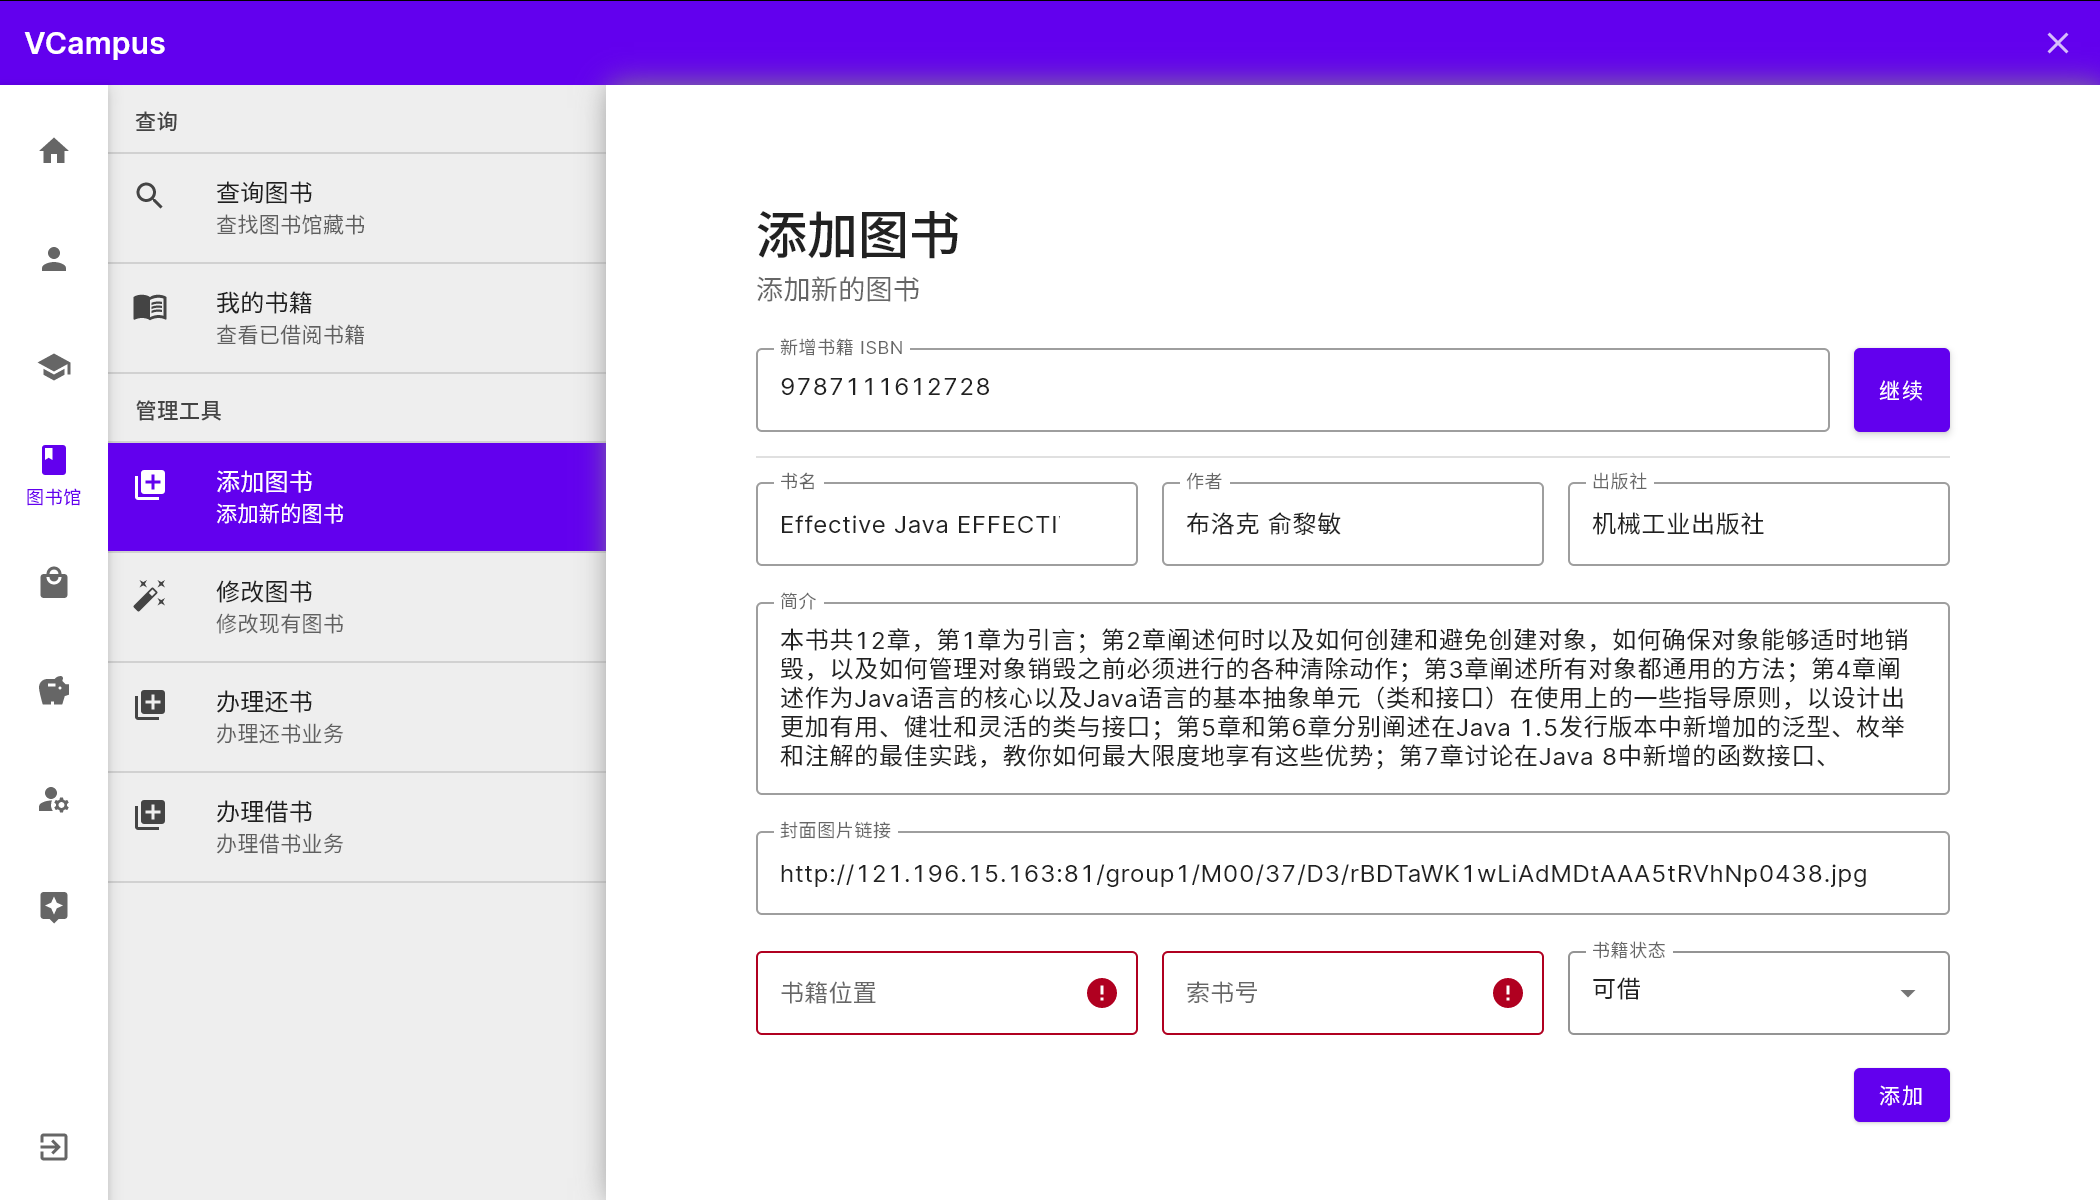 VCampus
查询
查询图书
查找图书馆藏书
我的书籍
查看已借阅书籍
管理工具
添加图书
添加新的图书
修改图书
修改现有图书
办理还书
办理还书业务
办理借书
办理借书业务
图书馆
添加图书
添加新的图书
新增书籍 ISBN
9787111612728
继续
书名
Effective Java EFFECTI
作者
布洛克 俞黎敏
出版社
机械工业出版社
简介
本书共12章，第1章为引言；第2章阐述何时以及如何创建和避免创建对象，如何确保对象能够适时地销
毁，以及如何管理对象销毁之前必须进行的各种清除动作；第3章阐述所有对象都通用的方法；第4章阐
述作为Java语言的核心以及Java语言的基本抽象单元（类和接口）在使用上的一些指导原则，以设计出
更加有用、健壮和灵活的类与接口；第5章和第6章分别阐述在Java 1.5发行版本中新增加的泛型、枚举
和注解的最佳实践，教你如何最大限度地享有这些优势；第7章讨论在Java 8中新增的函数接口、
封面图片链接
http://121.196.15.163:81/group1/M00/37/D3/rBDTaWK1wLiAdMDtAAA5tRVhNp0438.jpg
书籍位置
索书号
书籍状态
可借
添加